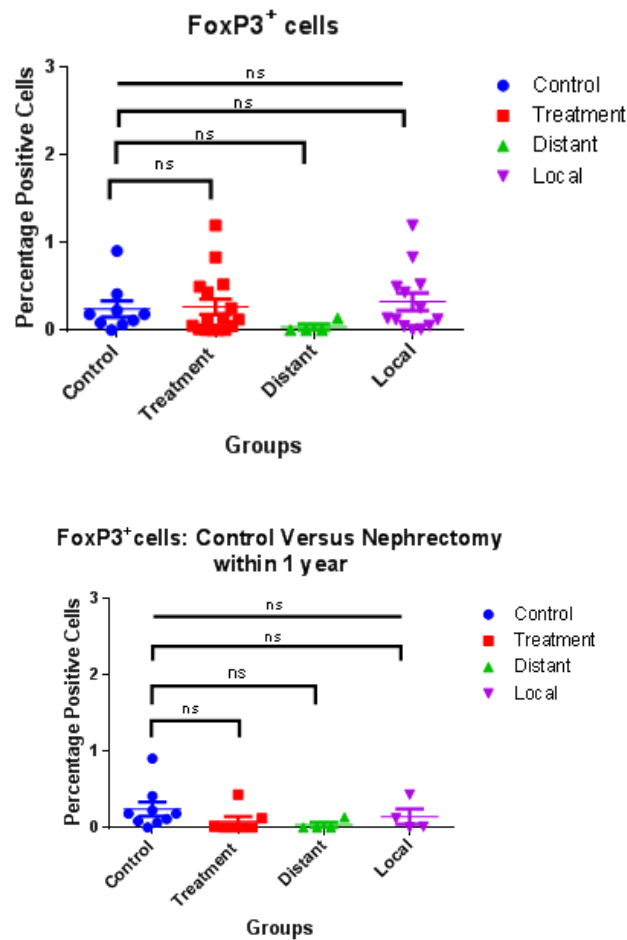 FoxP3⁺ cells
Percentage Positive Cells
3
2
1
0
ns
ns
ns
ns
Control
Treatment
Distant
Local
Control
Treatment
Distant
Local
Groups
FoxP3⁺cells: Control Versus Nephrectomy
within 1 year
Percentage Positive Cells
3
2
1
0
ns
ns
ns
ns
Control
Treatment
Distant
Local
Control
Treatment
Distant
Local
Groups